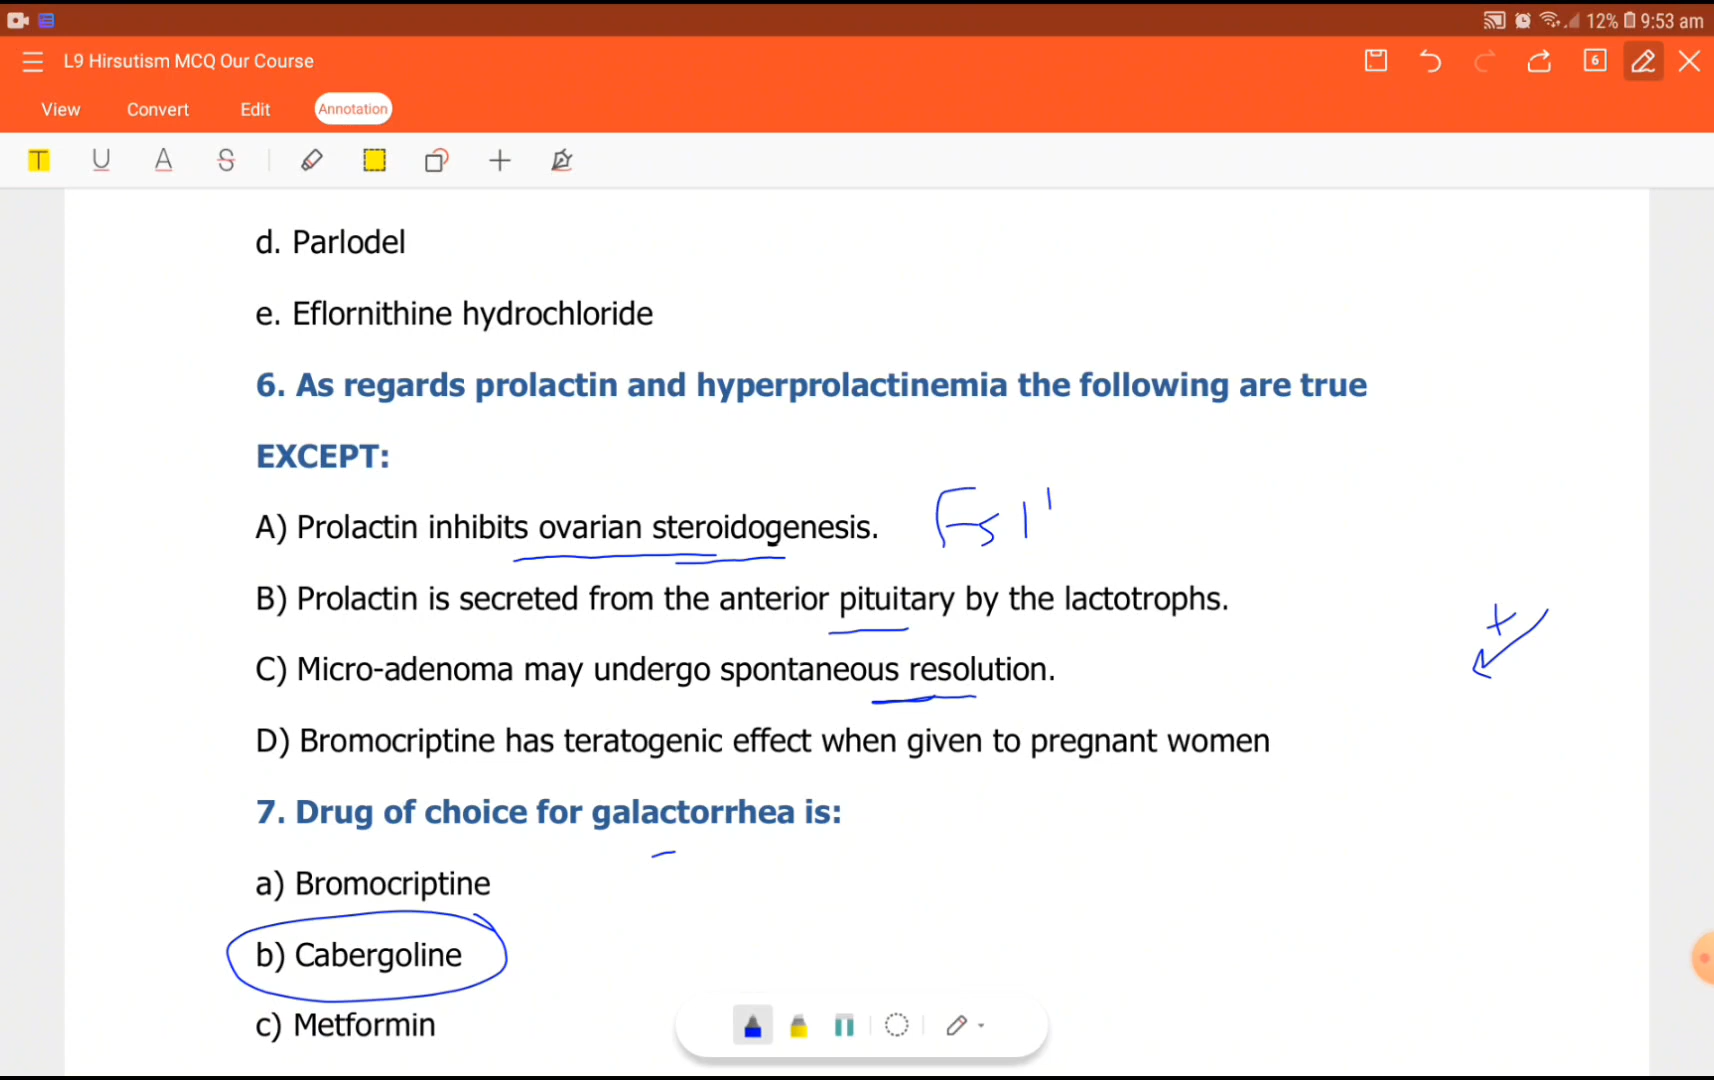 12% 9:53 am
L9 Hirsutism MCQ Our Course
6
View Convert Edit Annotation
T U A S
d. Parlodel
e. Eflornithine hydrochloride
6. As regards prolactin and hyperprolactinemia the following are true
EXCEPT:
A) Prolactin inhibits ovarian steroidogenesis.
B) Prolactin is secreted from the anterior pituitary by the lactotrophs.
C) Micro-adenoma may undergo spontaneous resolution.
D) Bromocriptine has teratogenic effect when given to pregnant women
7. Drug of choice for galactorrhea is:
a) Bromocriptine
b) Cabergoline
c) Metformin